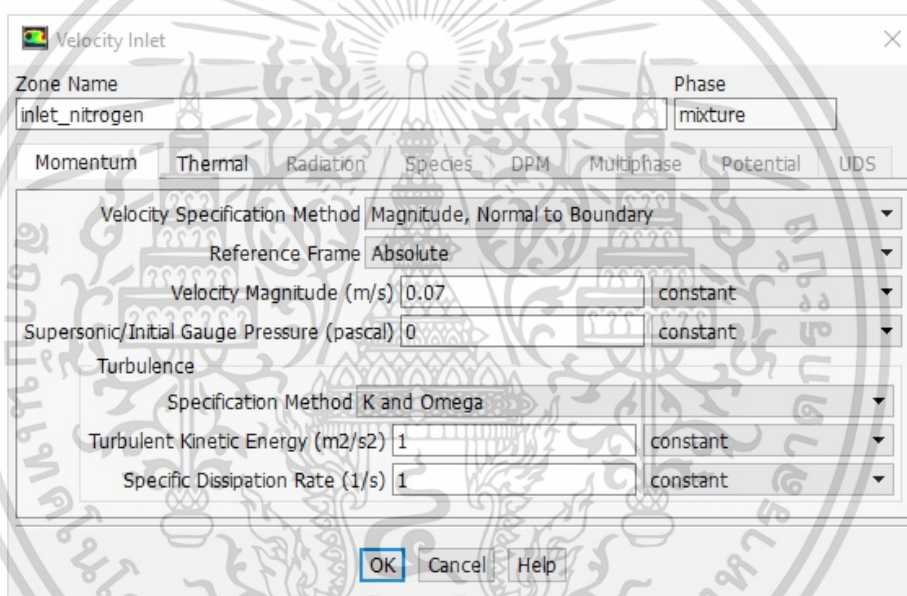 Velocity Inlet
Zone Name Phase
inlet_nitrogen mixture
Momentum Thermal Radiation Species DPM Multiphase Potential UDS
Velocity Specification Method Magnitude, Normal to Boundary
Reference Frame Absolute
Velocity Magnitude (m/s) 0.07 constant
Supersonic/Initial Gauge Pressure (pascal) 0 constant
Turbulence
Specification Method K and Omega
Turbulent Kinetic Energy (m2/s2) 1 constant
Specific Dissipation Rate (1/s) 1 constant
OK Cancel Help